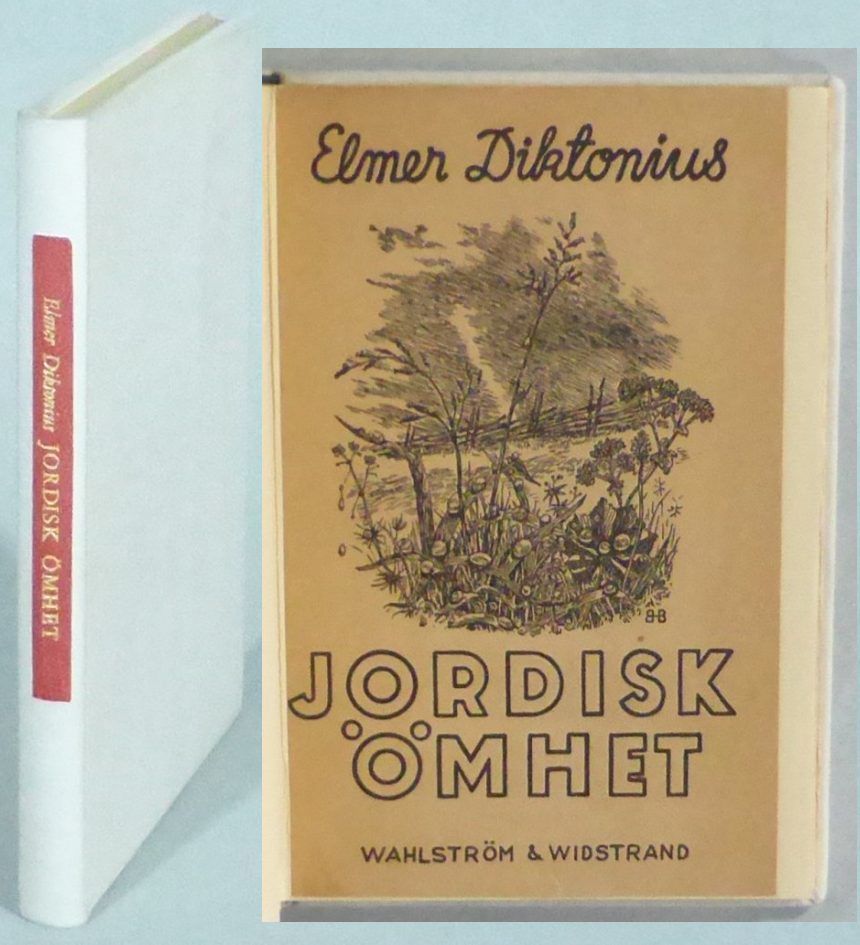 Elmer Diktonius JORDISK ÖMHET
Elmer Diktonius
BB
JORDISK
ÖMHET
WAHLSTRÖM & WIDSTRAND